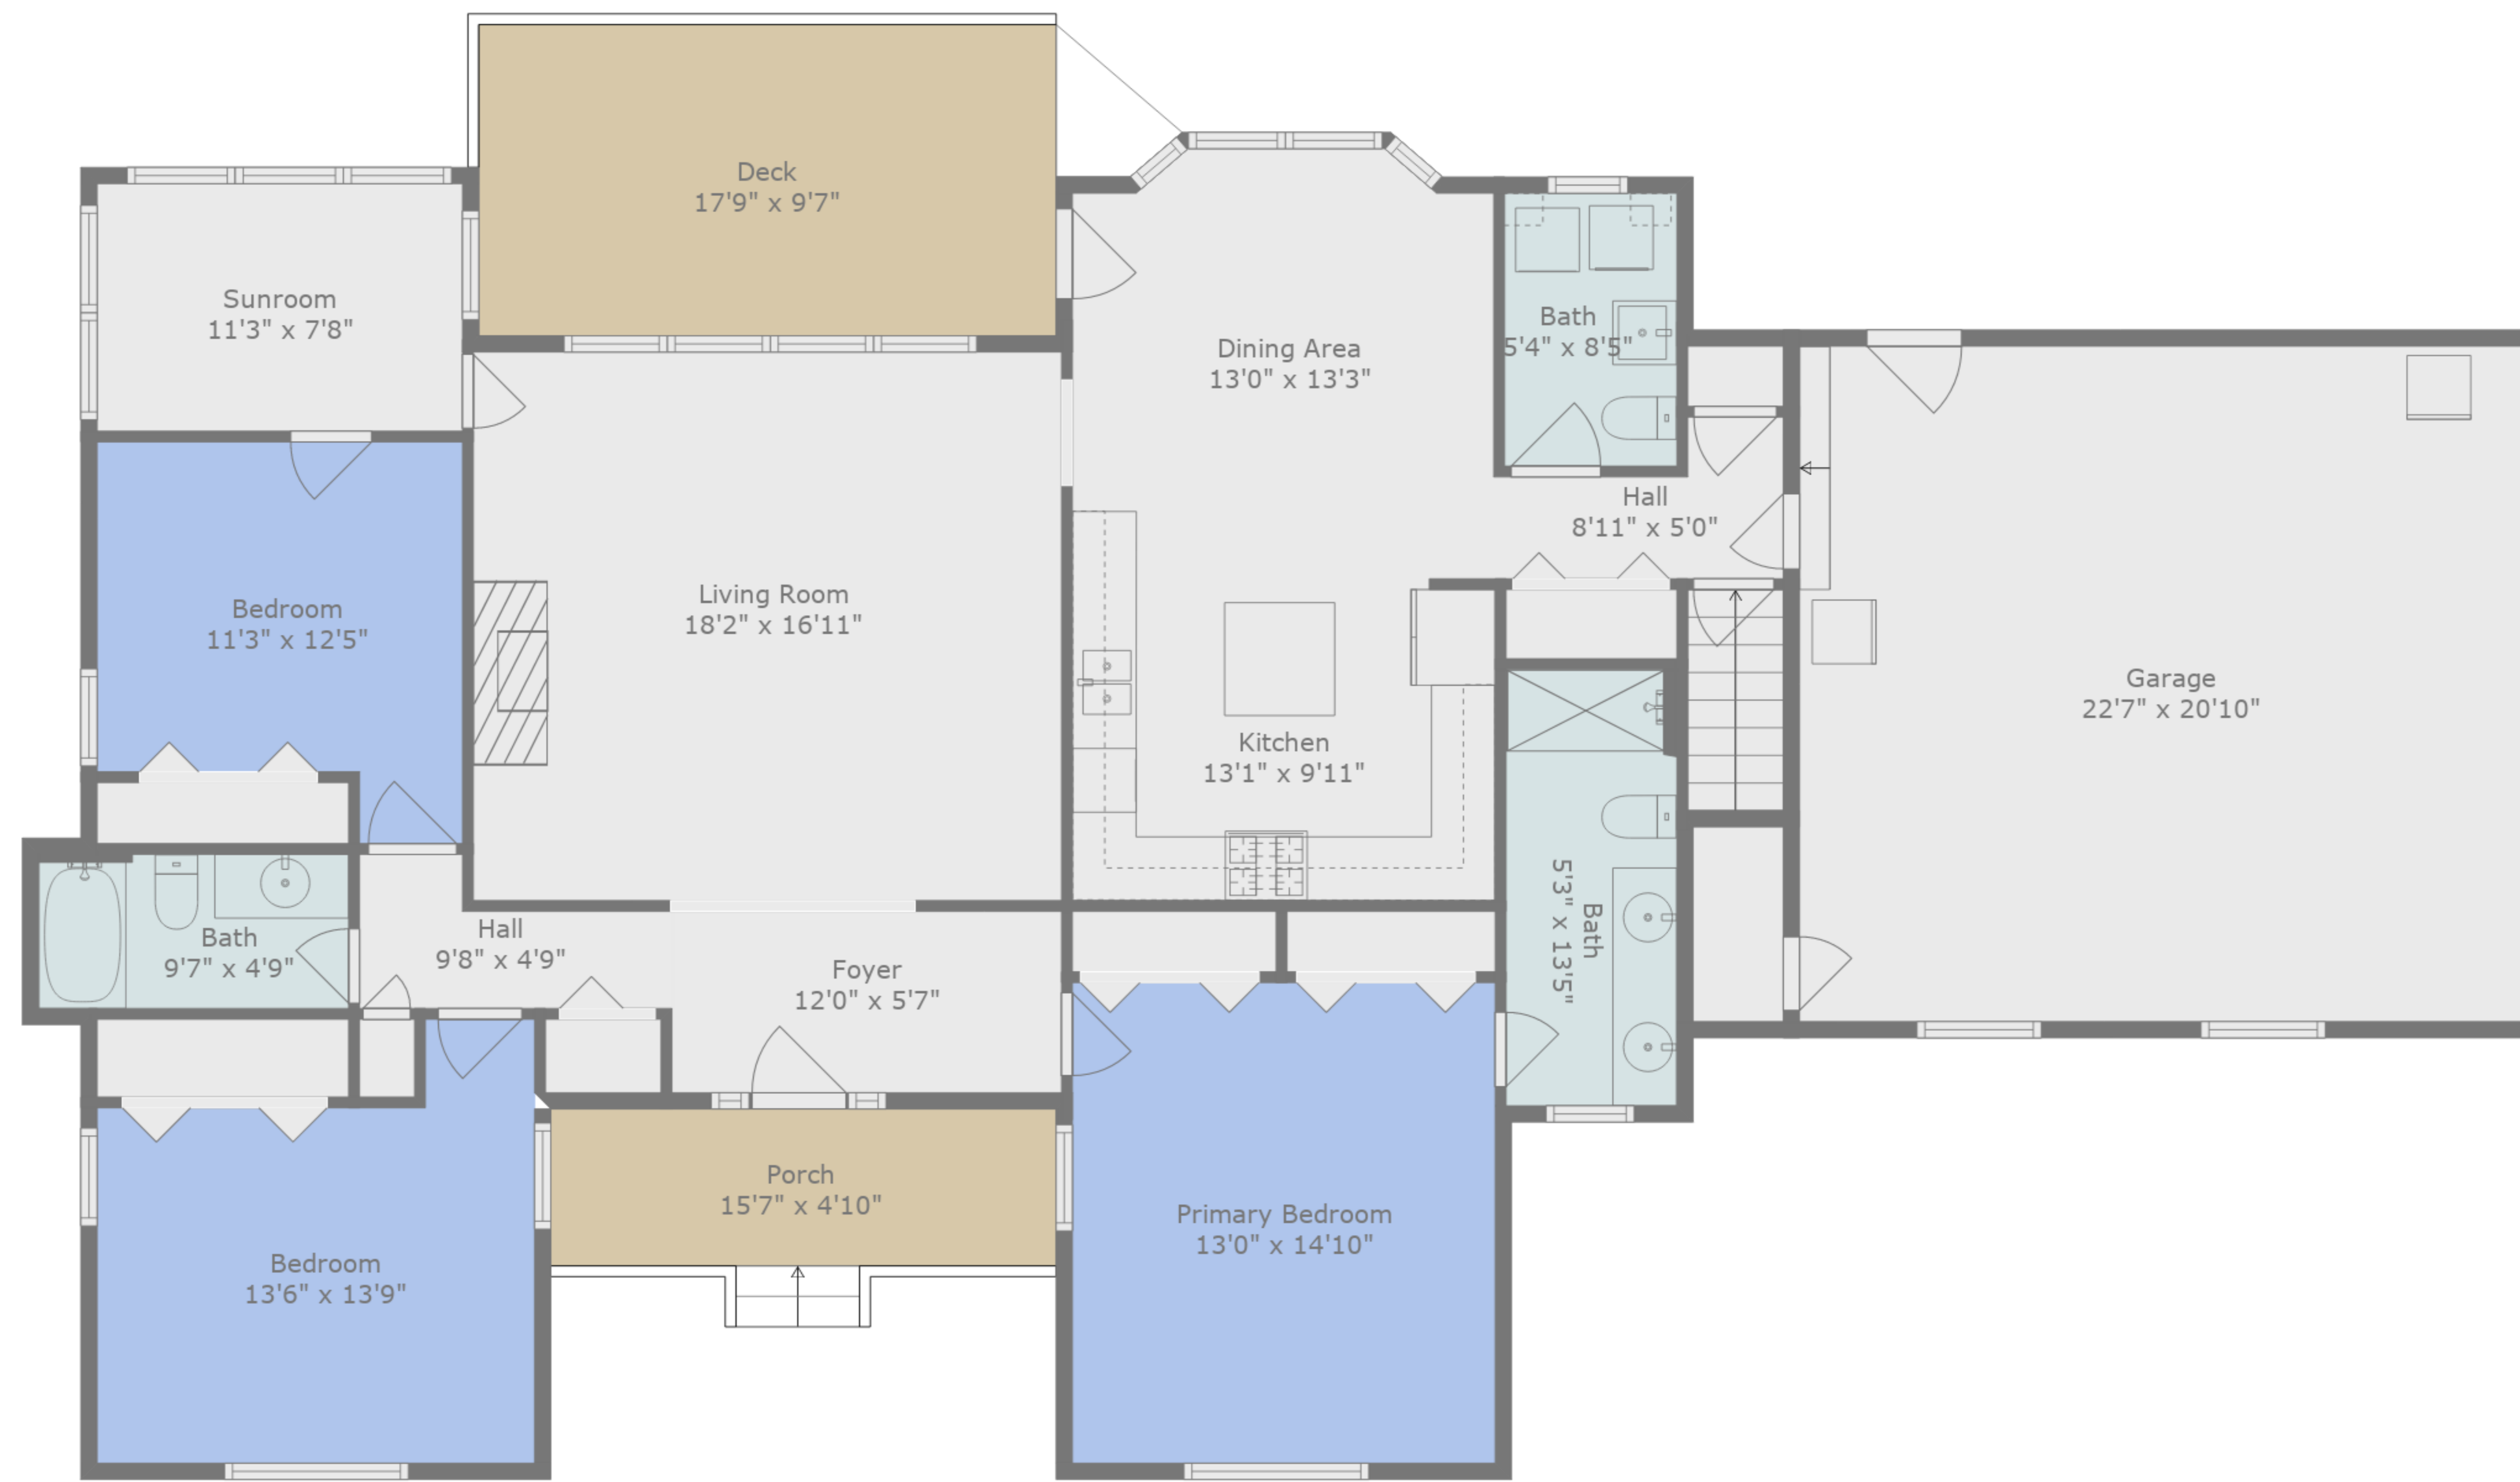 Deck
17'9" x 9'7"
Sunroom
11'3" x 7'8"
Bath
5'4" x 8'5"
Dining Area
13'0" x 13'3"
Hall
8'11" x 5'0"
Bedroom
11'3" x 12'5"
Living Room
18'2" x 16'11"
Garage
22'7" x 20'10"
Kitchen
13'1" x 9'11"
Bath
5'3" x 13'5"
Bath
9'7" x 4'9"
Hall
9'8" x 4'9"
Foyer
12'0" x 5'7"
Porch
15'7" x 4'10"
Primary Bedroom
13'0" x 14'10"
Bedroom
13'6" x 13'9"